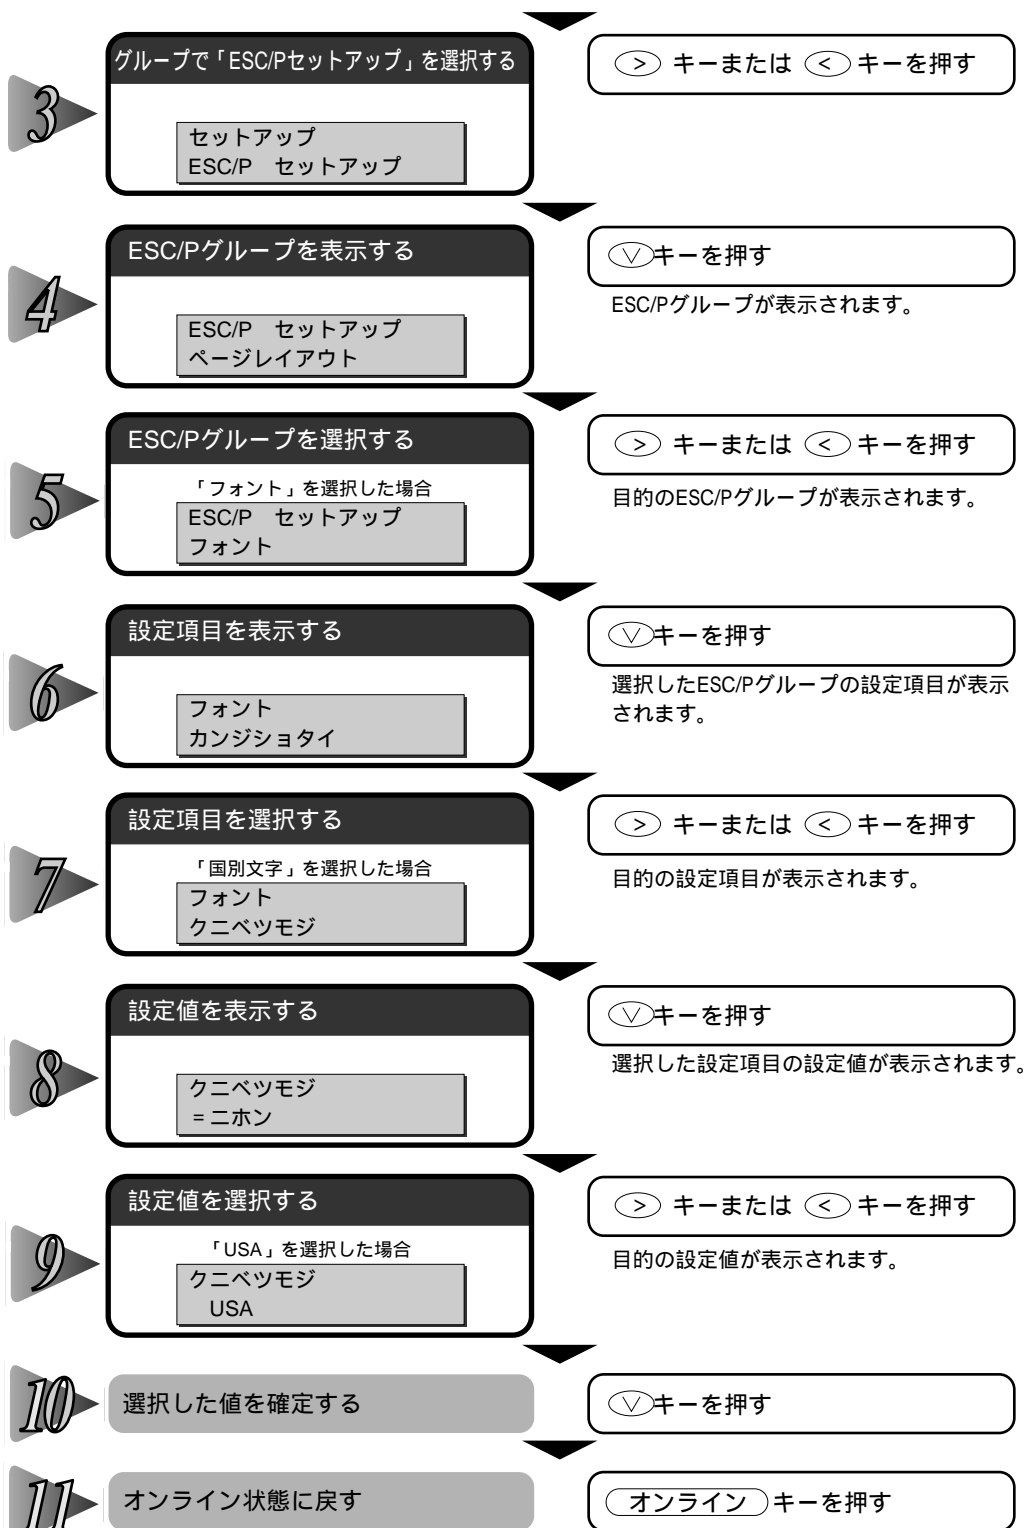 3
グループで「ESC/Pセットアップ」を選択する
> キーまたは < キーを押す
セットアップ
ESC/P　セットアップ
4
ESC/Pグループを表示する
∨キーを押す
ESC/Pグループが表示されます。
ESC/P　セットアップ
ページレイアウト
5
ESC/Pグループを選択する
> キーまたは < キーを押す
目的のESC/Pグループが表示されます。
「フォント」を選択した場合
ESC/P　セットアップ
フォント
6
設定項目を表示する
∨キーを押す
選択したESC/Pグループの設定項目が表示
されます。
フォント
カンジショタイ
7
設定項目を選択する
> キーまたは < キーを押す
目的の設定項目が表示されます。
「国別文字」を選択した場合
フォント
クニベツモジ
8
設定値を表示する
∨キーを押す
選択した設定項目の設定値が表示されます。
クニベツモジ
= ニホン
9
設定値を選択する
> キーまたは < キーを押す
目的の設定値が表示されます。
「USA」を選択した場合
クニベツモジ
USA
10
選択した値を確定する
∨キーを押す
11
オンライン状態に戻す
オンライン キーを押す